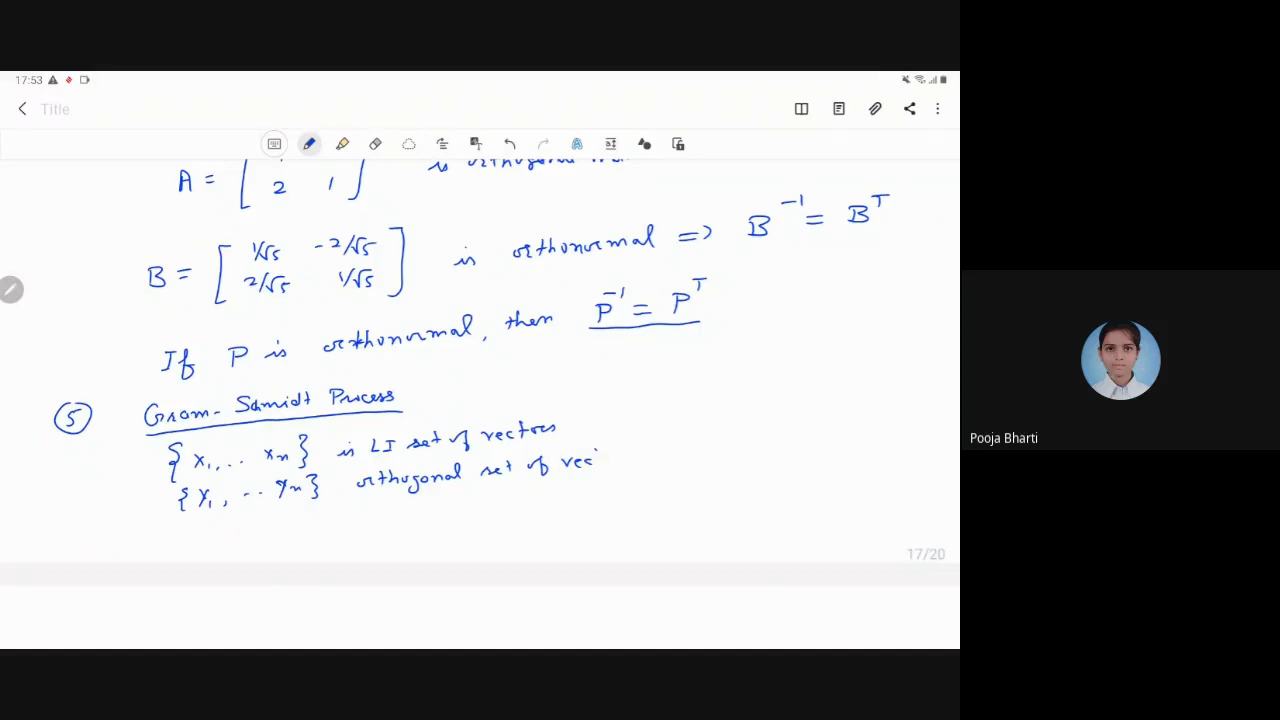 17:53
Title
A = [ 2 1 ] is orthogonal
B = [ 1/√5 -2/√5 is orthonormal => B⁻¹ = Bᵀ
2/√5 1/√5 ]
If P is orthonormal, then P⁻¹ = Pᵀ
(5) Gram-Schmidt Process
{ x₁, ... xₙ } is LI set of vectors
{ Y₁, ... Yₙ } orthogonal set of vec
17/20
Pooja Bharti